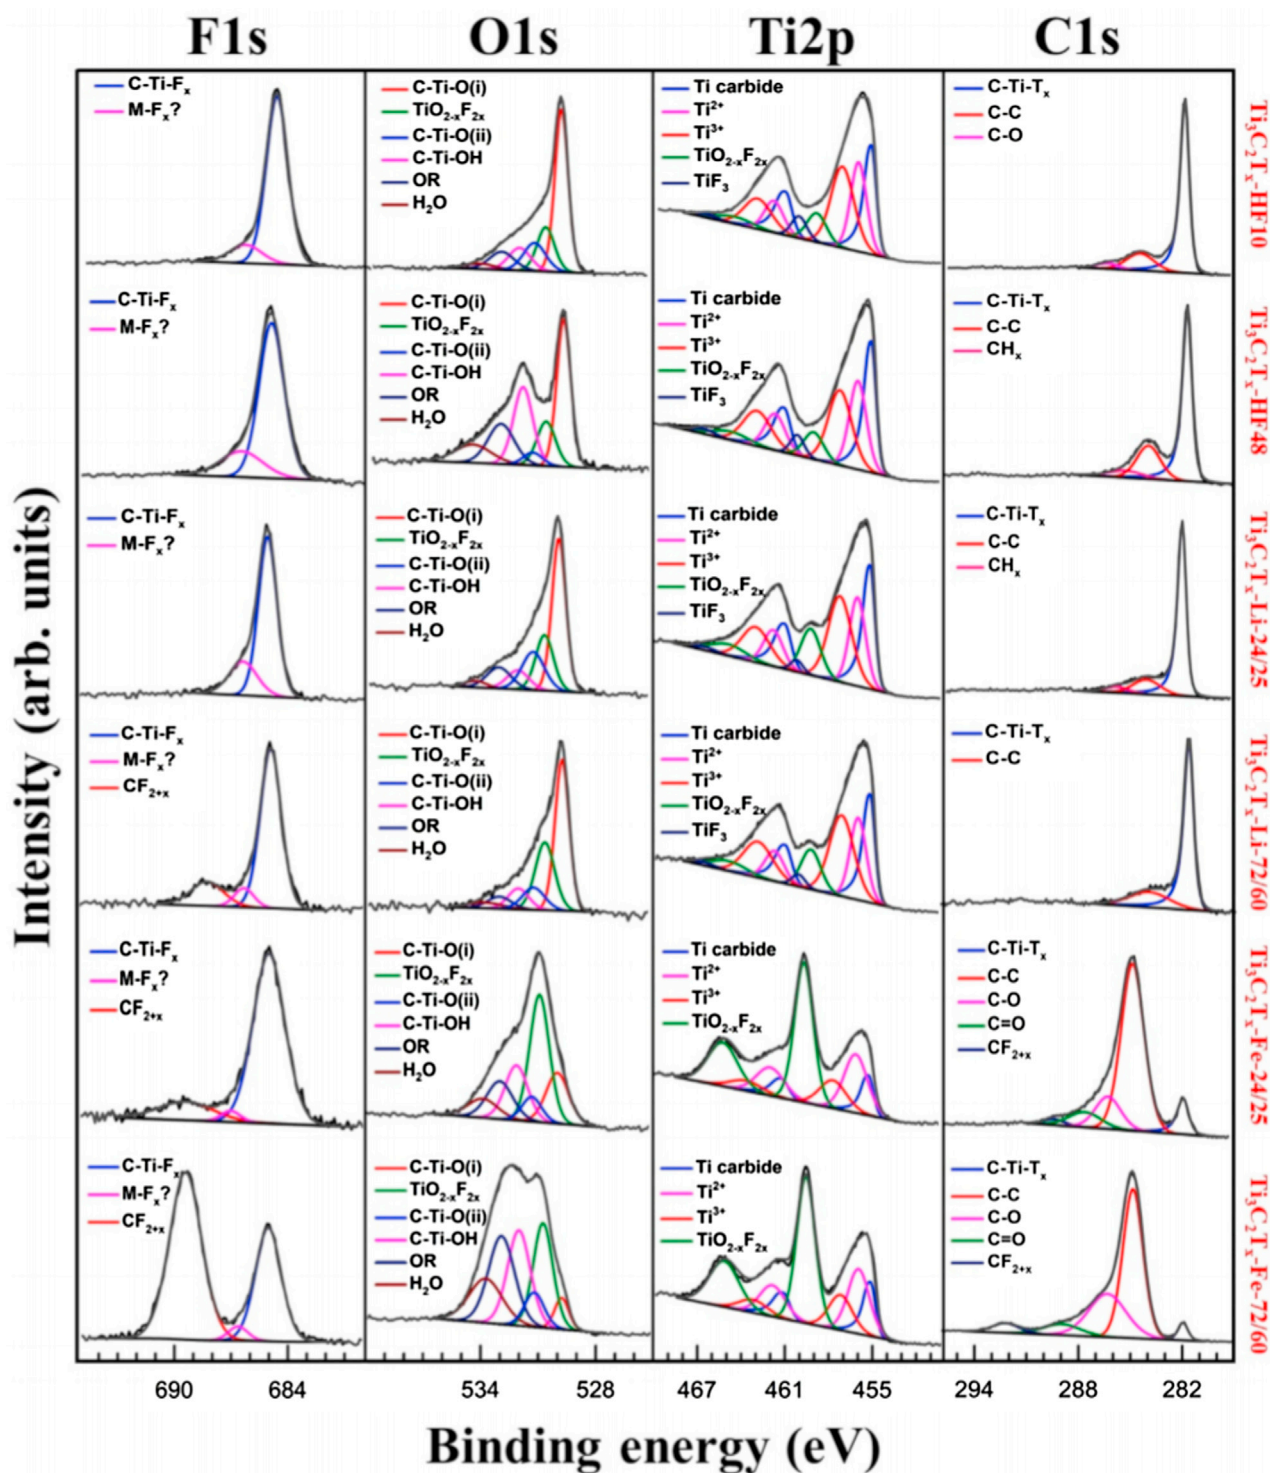 F1s O1s Ti2p C1s
C-Ti-Fₓ
M-Fₓ?
C-Ti-O(i)
TiO₂₋ₓF₂ₓ
C-Ti-O(ii)
C-Ti-OH
OR
H₂O
Ti carbide
Ti²⁺
Ti³⁺
TiO₂₋ₓF₂ₓ
TiF₃
C-Ti-Tₓ
C-C
C-O
Ti₃C₂Tₓ-HF10
C-Ti-Fₓ
M-Fₓ?
C-Ti-O(i)
TiO₂₋ₓF₂ₓ
C-Ti-O(ii)
C-Ti-OH
OR
H₂O
Ti carbide
Ti²⁺
Ti³⁺
TiO₂₋ₓF₂ₓ
TiF₃
C-Ti-Tₓ
C-C
CHₓ
Ti₃C₂Tₓ-HF48
C-Ti-Fₓ
M-Fₓ?
C-Ti-O(i)
TiO₂₋ₓF₂ₓ
C-Ti-O(ii)
C-Ti-OH
OR
H₂O
Ti carbide
Ti²⁺
Ti³⁺
TiO₂₋ₓF₂ₓ
TiF₃
C-Ti-Tₓ
C-C
CHₓ
Ti₃C₂Tₓ-Li-24/25
C-Ti-Fₓ
M-Fₓ?
CF₂₊ₓ
C-Ti-O(i)
TiO₂₋ₓF₂ₓ
C-Ti-O(ii)
C-Ti-OH
OR
H₂O
Ti carbide
Ti²⁺
Ti³⁺
TiO₂₋ₓF₂ₓ
TiF₃
C-Ti-Tₓ
C-C
Ti₃C₂Tₓ-Li-72/60
C-Ti-Fₓ
M-Fₓ?
CF₂₊ₓ
C-Ti-O(i)
TiO₂₋ₓF₂ₓ
C-Ti-O(ii)
C-Ti-OH
OR
H₂O
Ti carbide
Ti²⁺
Ti³⁺
TiO₂₋ₓF₂ₓ
C-Ti-Tₓ
C-C
C-O
C=O
CF₂₊ₓ
Ti₃C₂Tₓ-Fe-24/25
C-Ti-Fₓ
M-Fₓ?
CF₂₊ₓ
C-Ti-O(i)
TiO₂₋ₓF₂ₓ
C-Ti-O(ii)
C-Ti-OH
OR
H₂O
Ti carbide
Ti²⁺
Ti³⁺
TiO₂₋ₓF₂ₓ
C-Ti-Tₓ
C-C
C-O
C=O
CF₂₊ₓ
Ti₃C₂Tₓ-Fe-72/60
Intensity (arb. units)
690 684 534 528 467 461 455 294 288 282
Binding energy (eV)